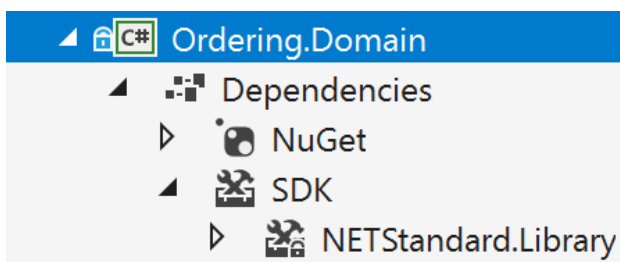 C# Ordering.Domain
Dependencies
NuGet
SDK
NETStandard.Library